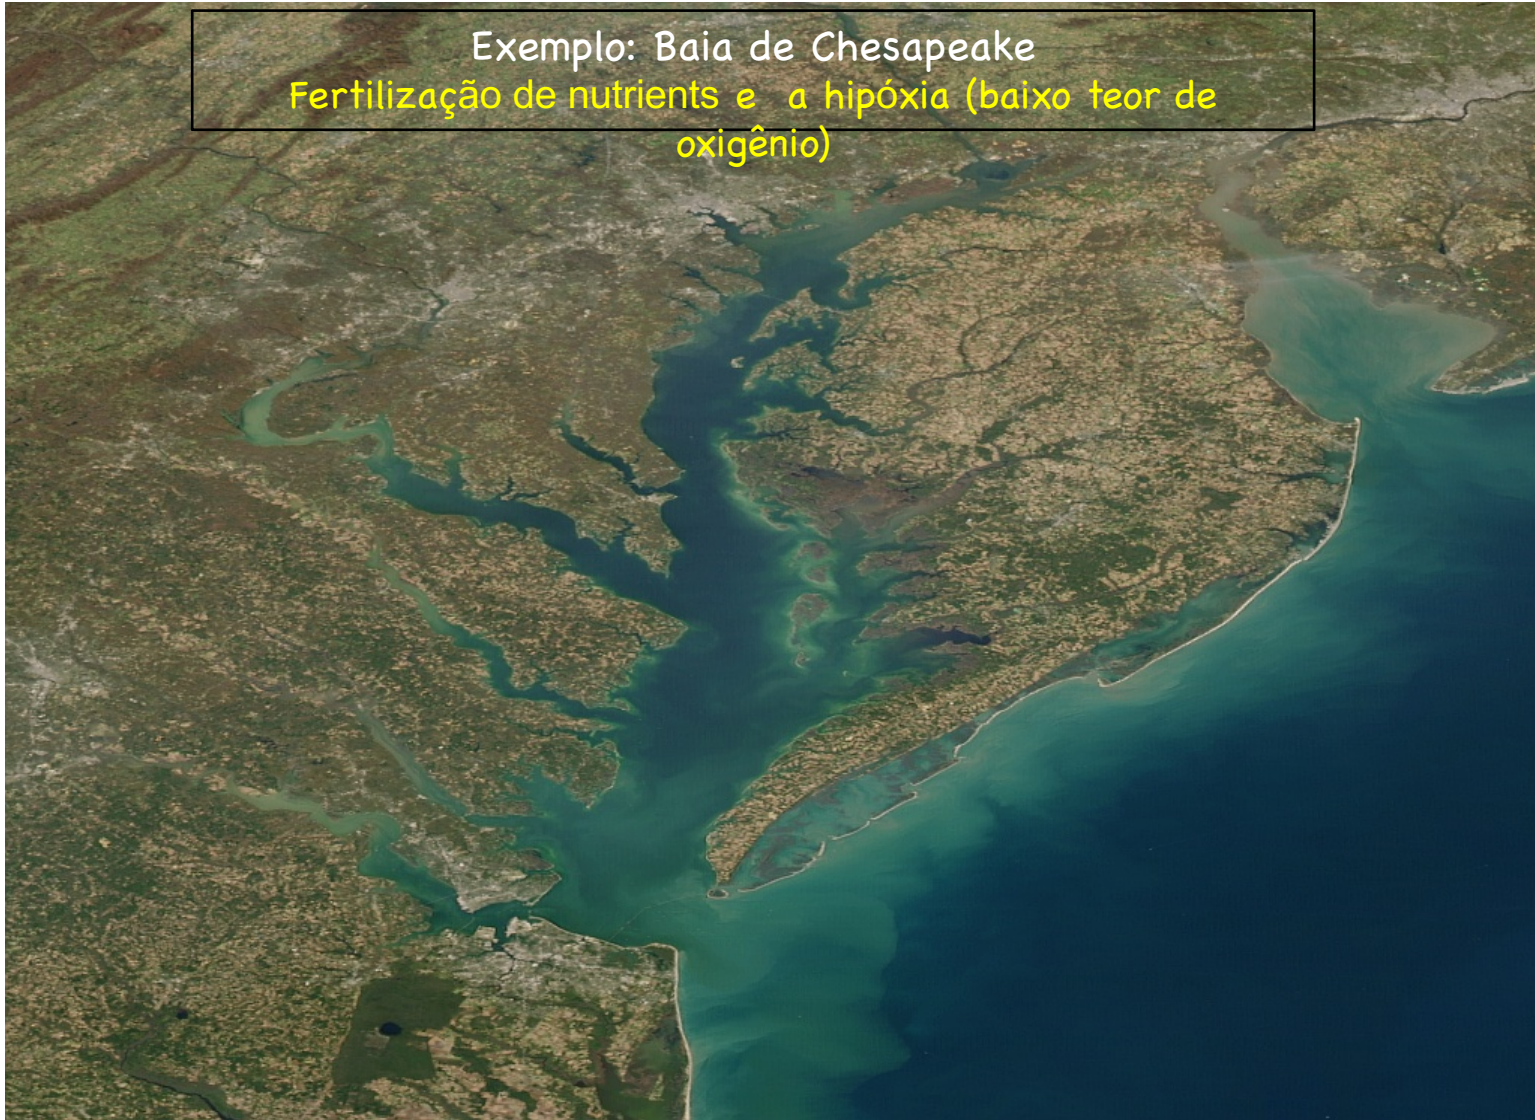 Exemplo: Baia de Chesapeake
Fertilização de nutrients e a hipóxia (baixo teor de
oxigênio)